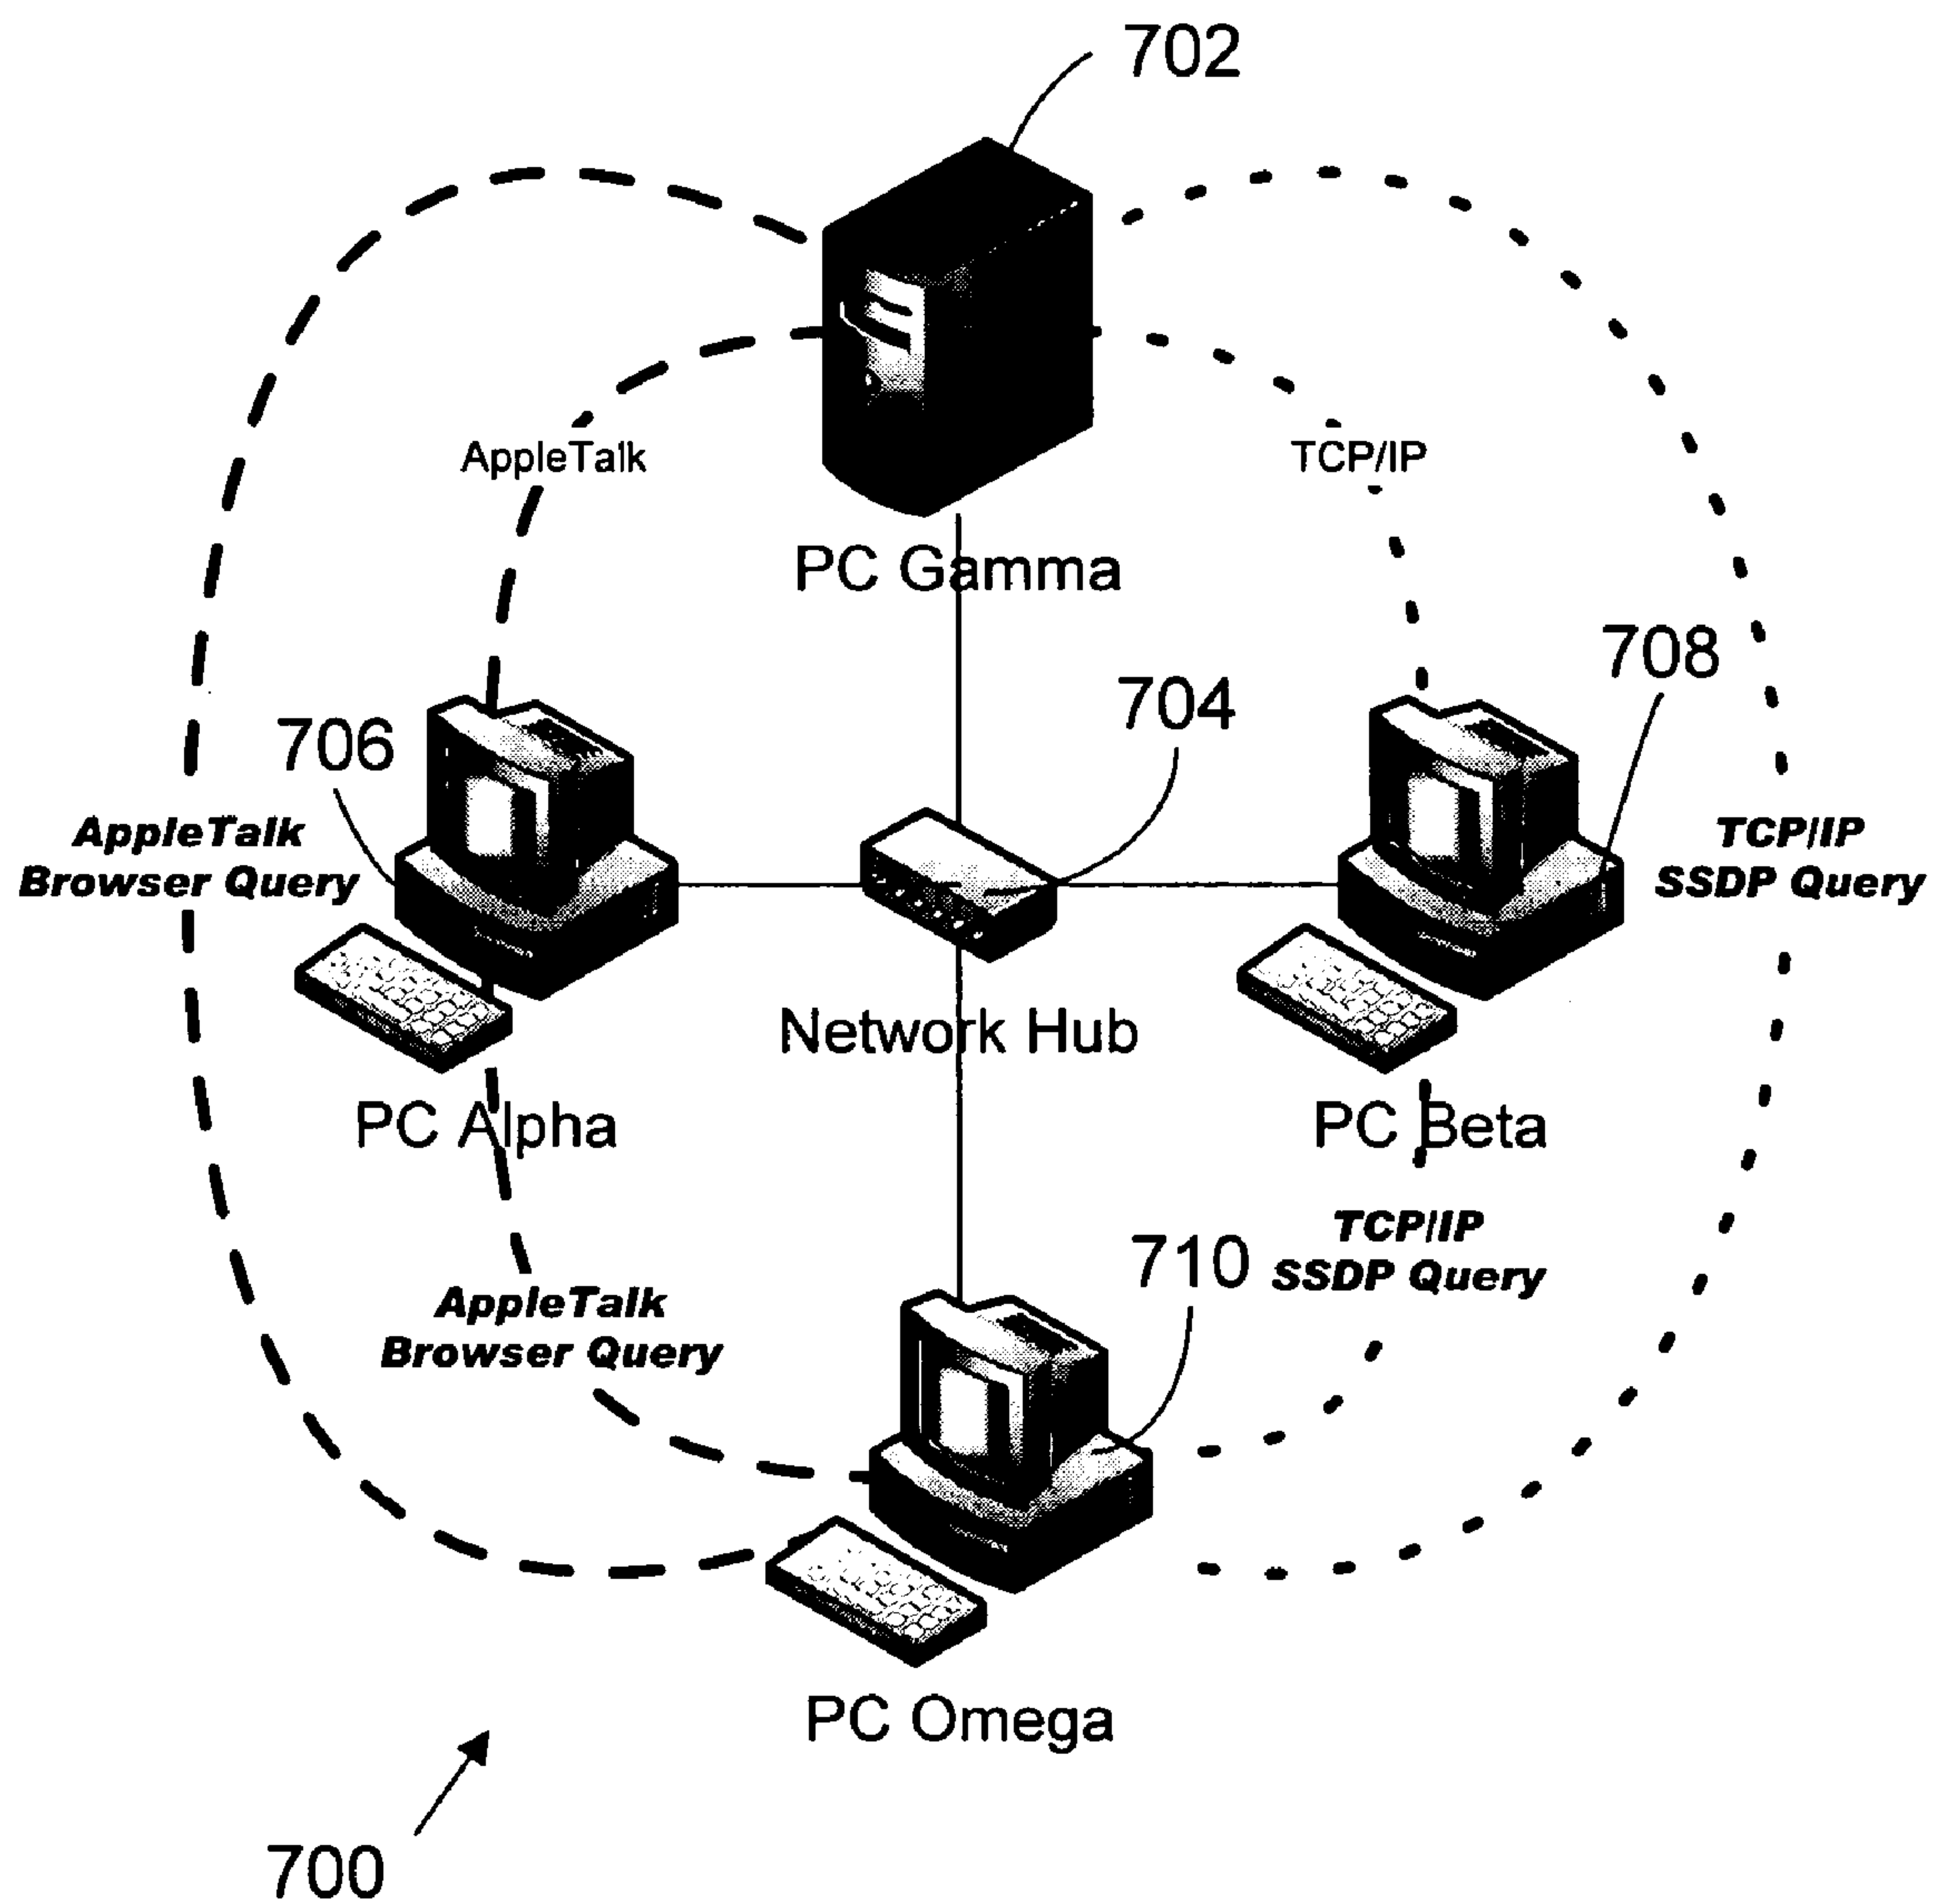 702
AppleTalk
TCP/IP
PC Gamma
708
704
706
AppleTalk
Browser Query
TCP/IP
SSDP Query
Network Hub
PC Alpha
PC Beta
TCP/IP
SSDP Query
710
AppleTalk
Browser Query
PC Omega
700